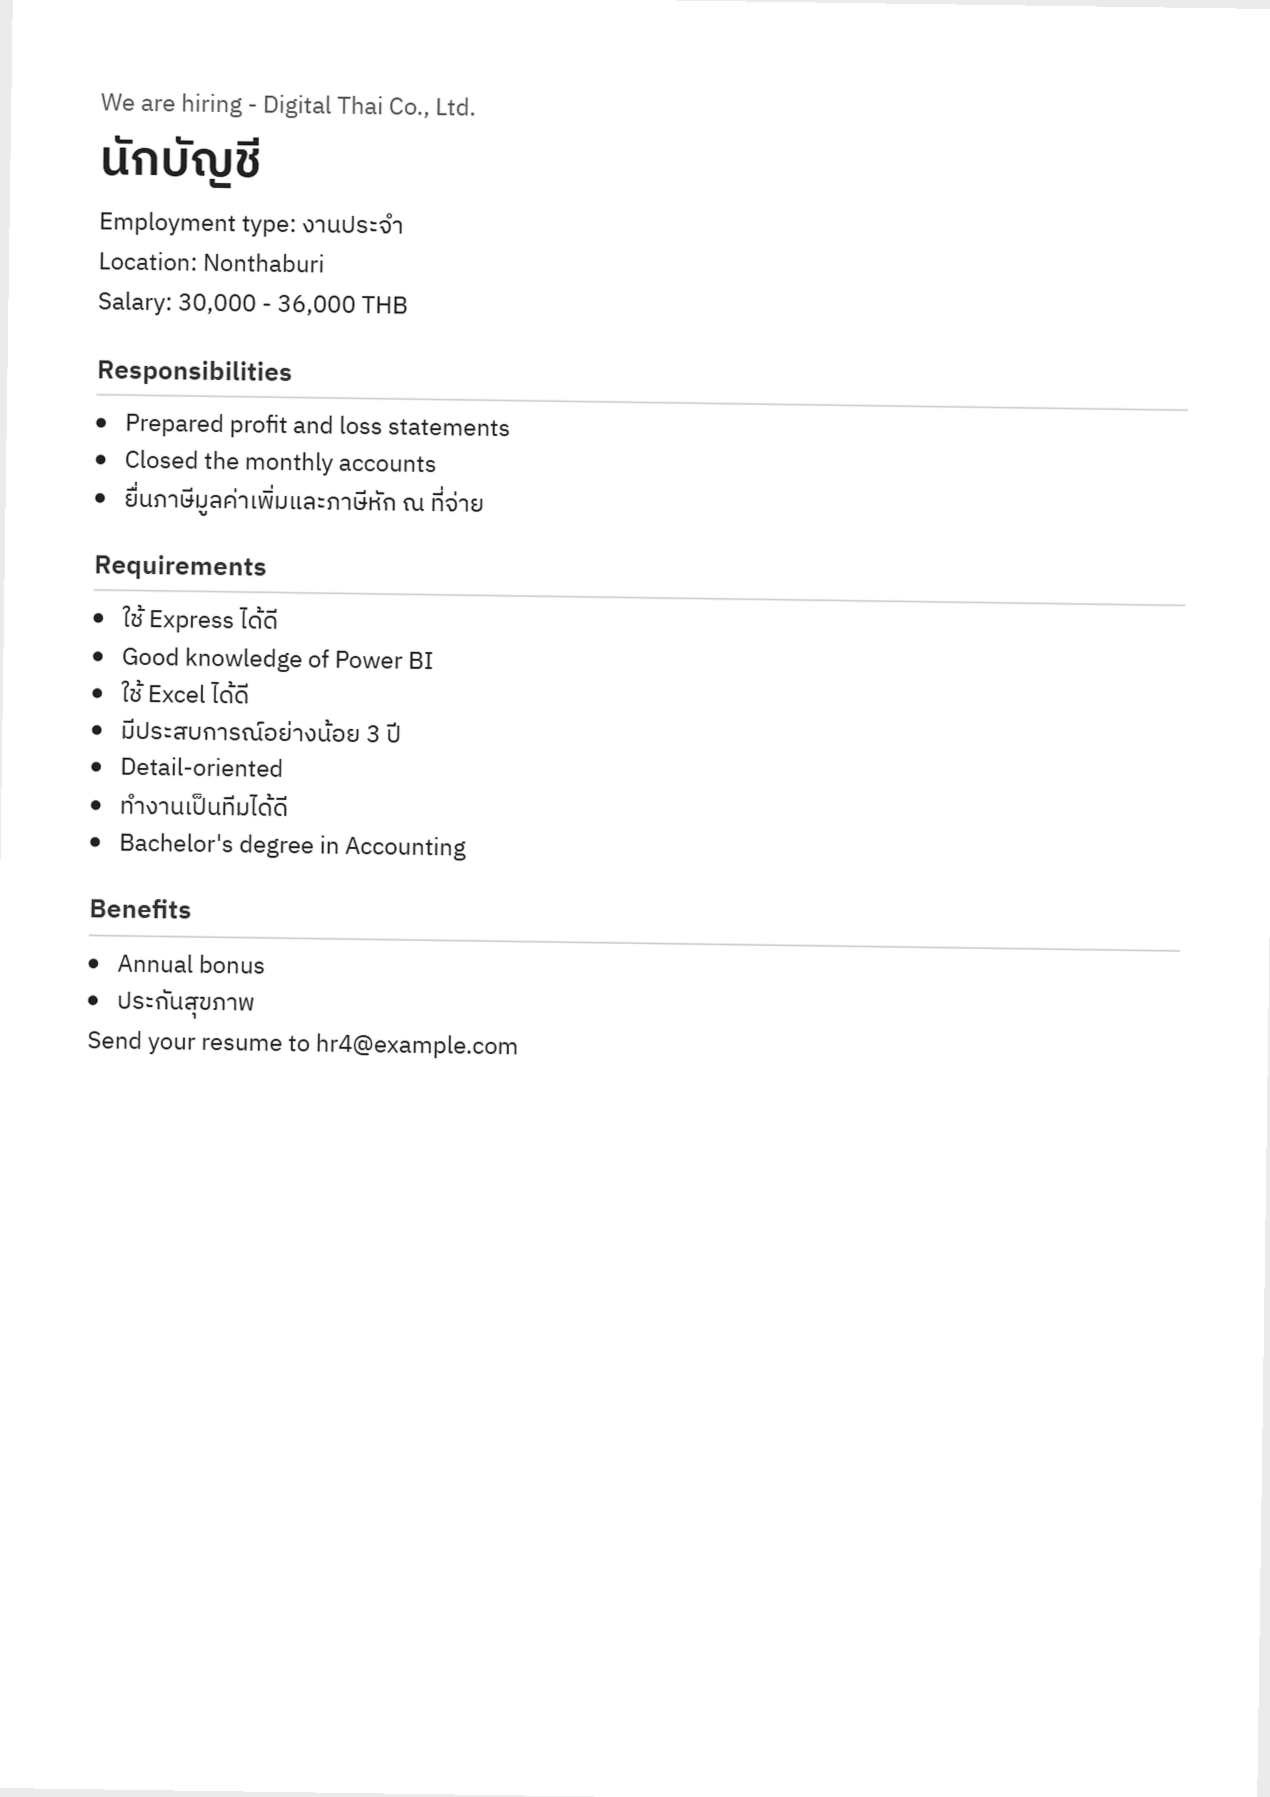 We are hiring - Digital Thai Co., Ltd.
นักบัญชี
Employment type: งานประจำ
Location: Nonthaburi
Salary: 30,000 - 36,000 THB
Responsibilities
• Prepared profit and loss statements
• Closed the monthly accounts
• ยื่นภาษีมูลค่าเพิ่มและภาษีหัก ณ ที่จ่าย
Requirements
• ใช้ Express ได้ดี
• Good knowledge of Power BI
• ใช้ Excel ได้ดี
• มีประสบการณ์อย่างน้อย 3 ปี
• Detail-oriented
• ทำงานเป็นทีมได้ดี
• Bachelor's degree in Accounting
Benefits
• Annual bonus
• ประกันสุขภาพ
Send your resume to hr4@example.com